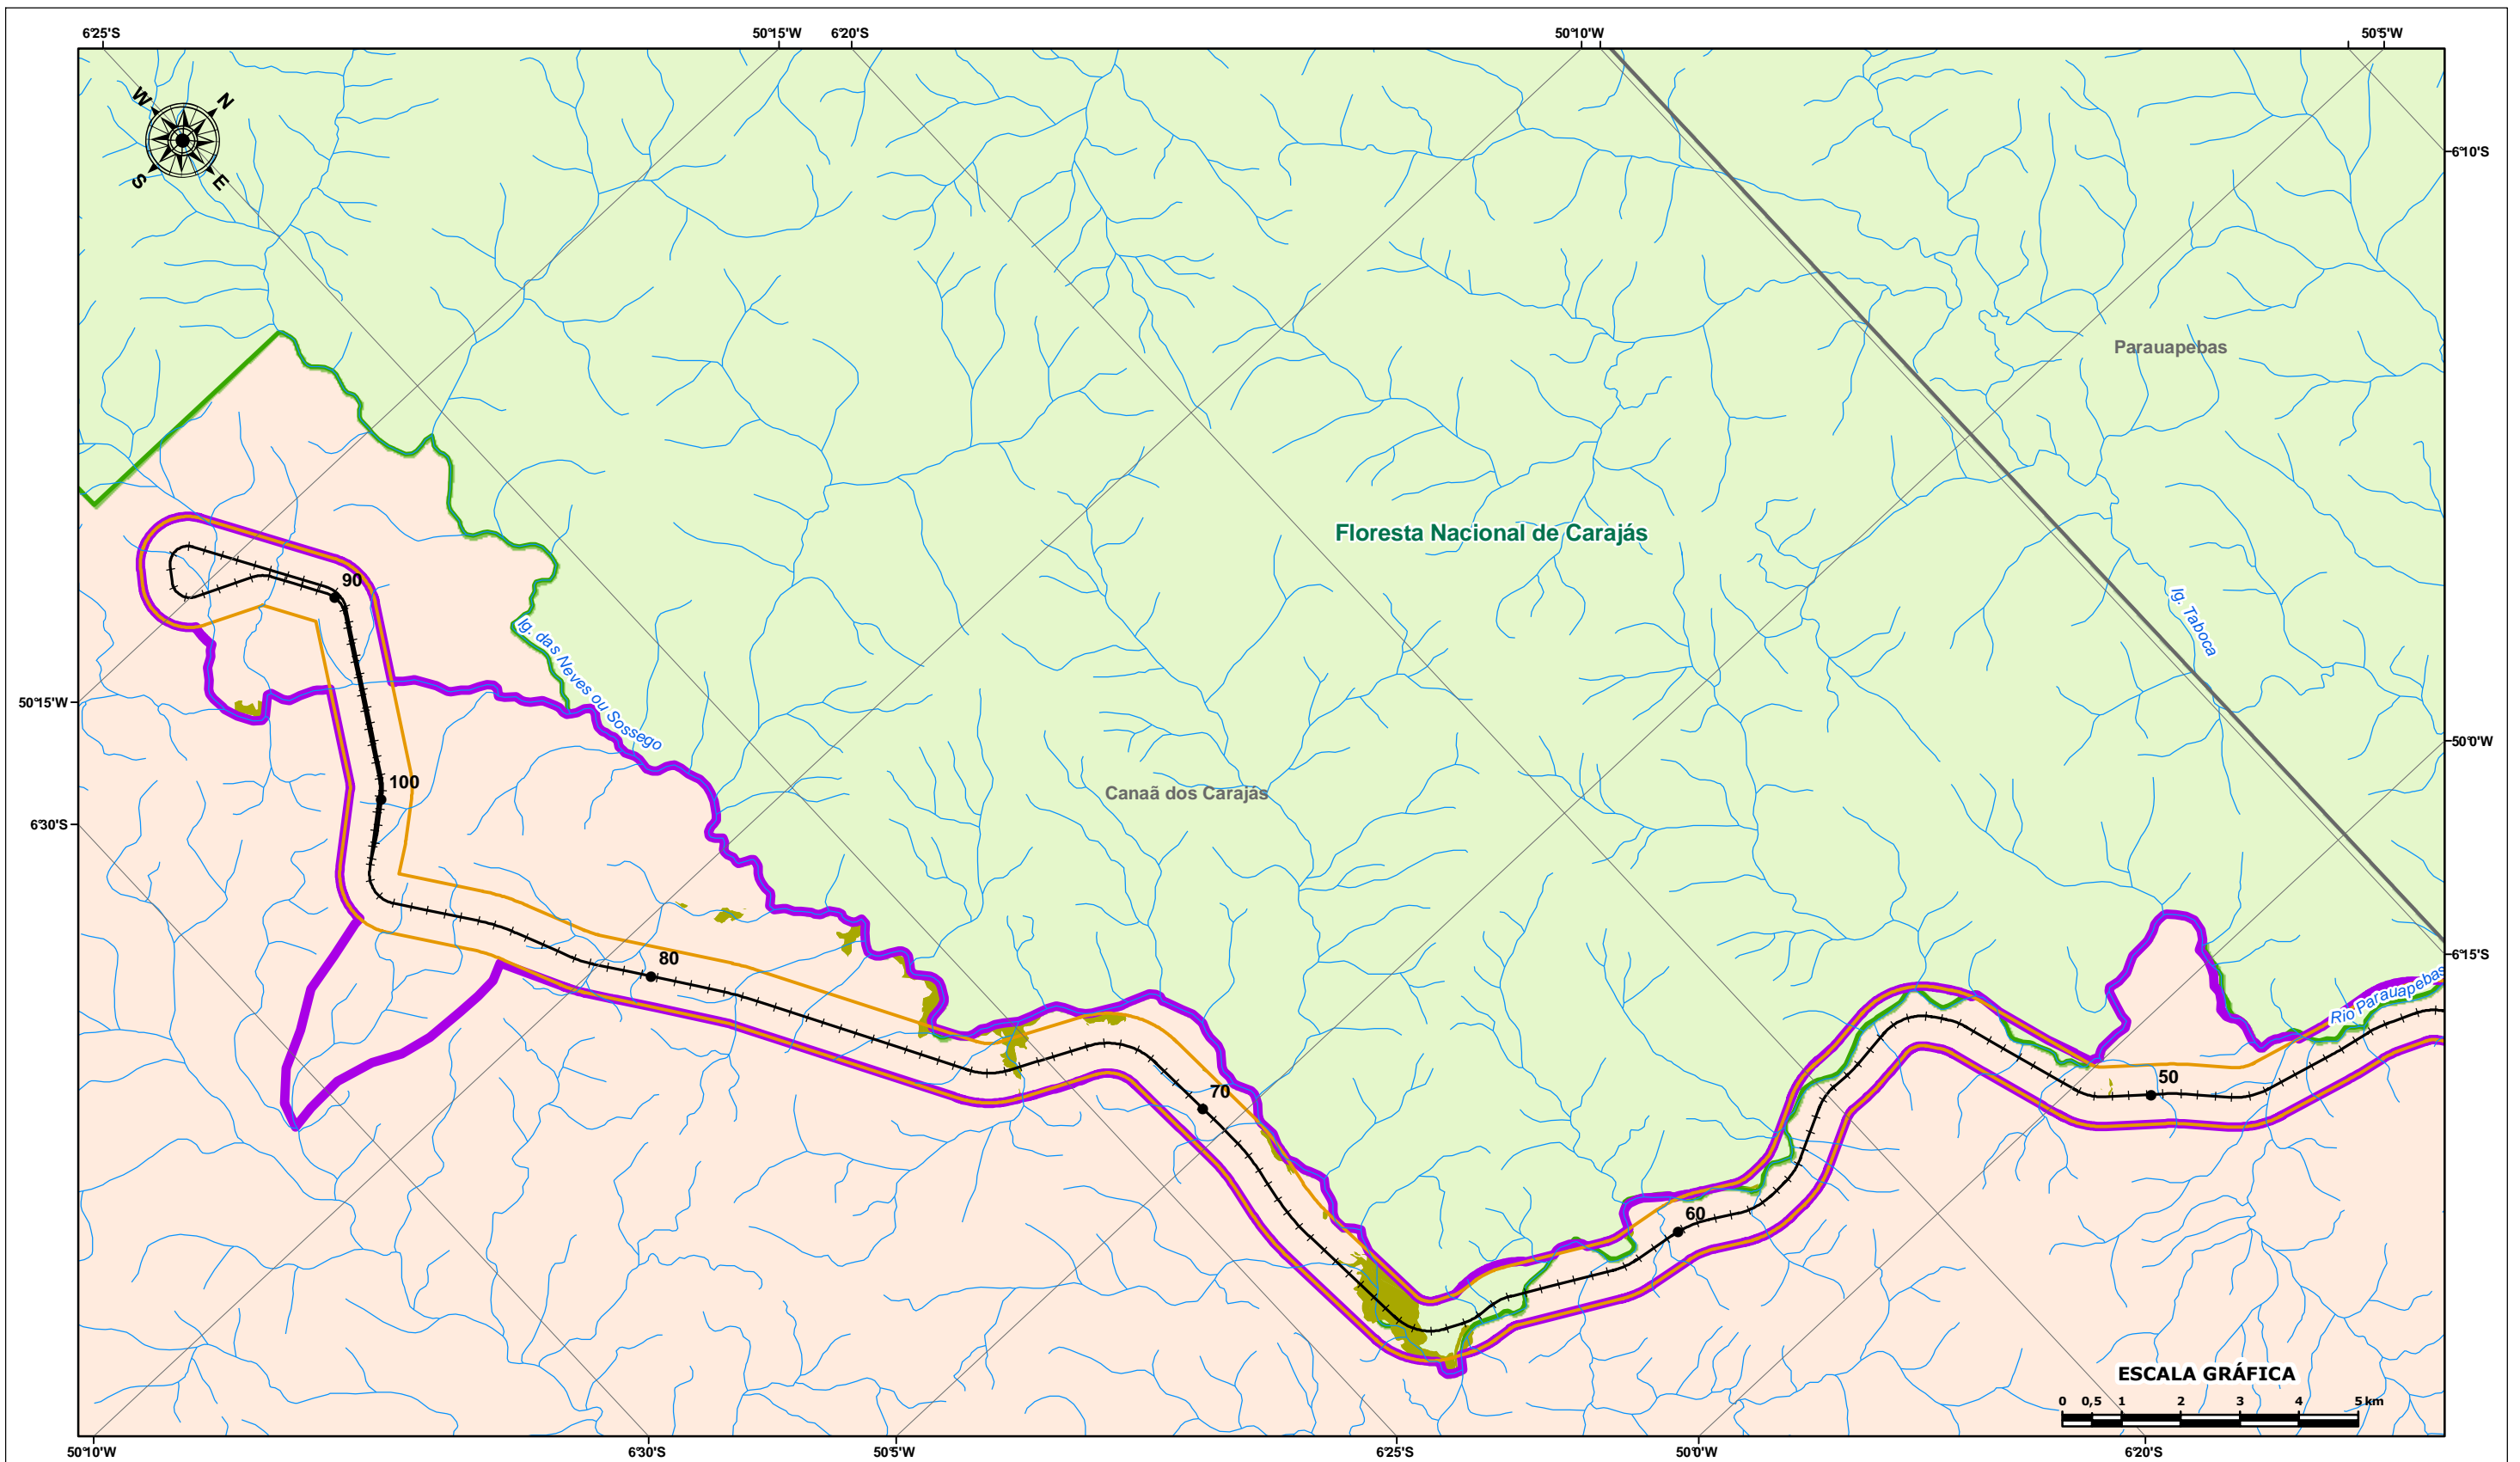 6°25'S
50°15'W
6°20'S
50°10'W
50°5'W
W
N
S
E
6°10'S
Parauapebas
Floresta Nacional de Carajás
90
Ig. Taboca
Ig. das Neves ou Sossego
50°15'W
50°0'W
100
Canaã dos Carajás
6°30'S
80
6°15'S
Rio Parauapebas
50
70
60
ESCALA GRÁFICA
0 0,5 1 2 3 4 5 km
50°10'W
6°30'S
50°5'W
6°25'S
50°0'W
6°20'S